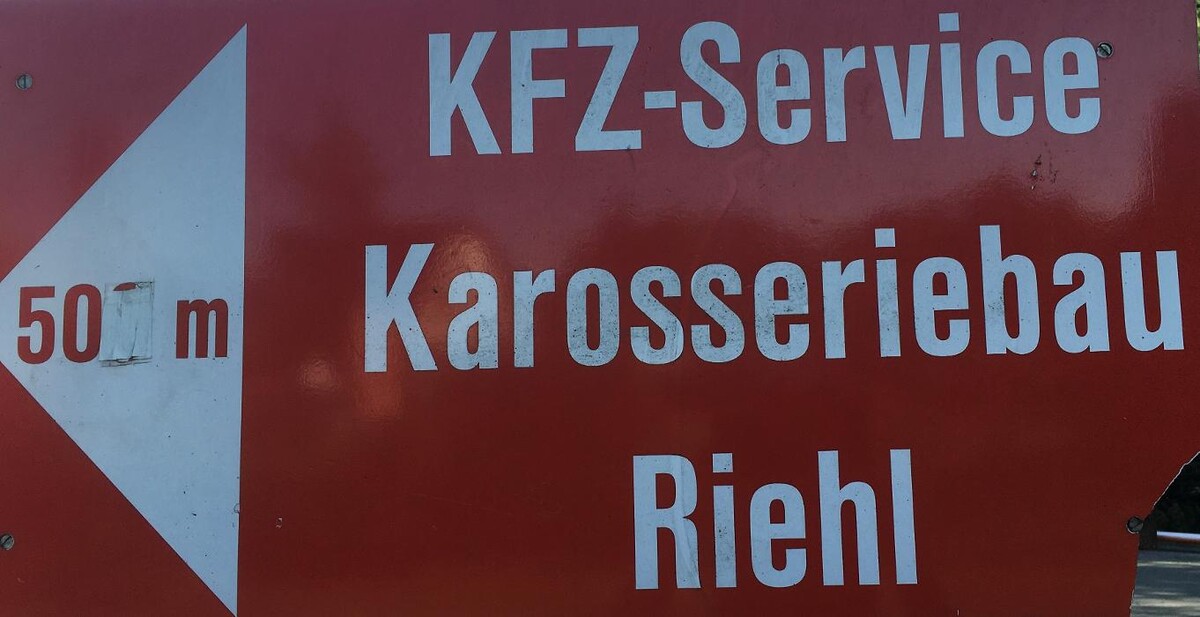 KFZ-Service
Karosseriebau
Riehl
50 m